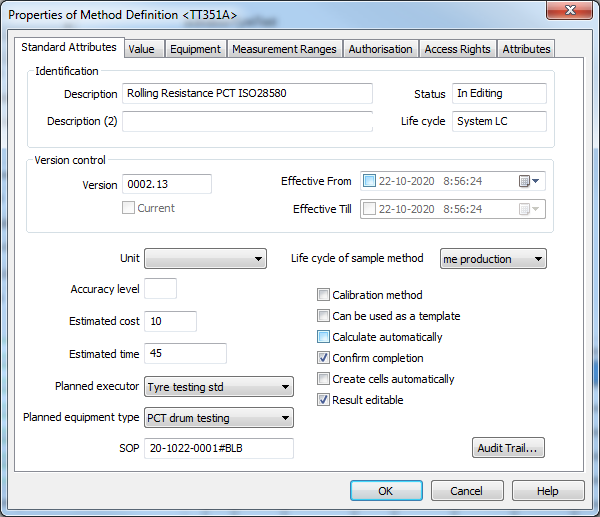 Properties of Method Definition <TT351A>
Standard Attributes Value Equipment Measurement Ranges Authorisation Access Rights Attributes
Identification
Description Rolling Resistance PCT ISO28580 Status In Editing
Description (2) Life cycle System LC
Version control
Version 0002.13 Effective From 22-10-2020 8:56:24
Current Effective Till 22-10-2020 8:56:24
Unit Life cycle of sample method me production
Accuracy level Calibration method
Can be used as a template
Estimated cost 10 Calculate automatically
Estimated time 45 Confirm completion
Planned executor Tyre testing std Create cells automatically
Result editable
Planned equipment type PCT drum testing
SOP 20-1022-0001#BLB Audit Trail...
OK Cancel Help